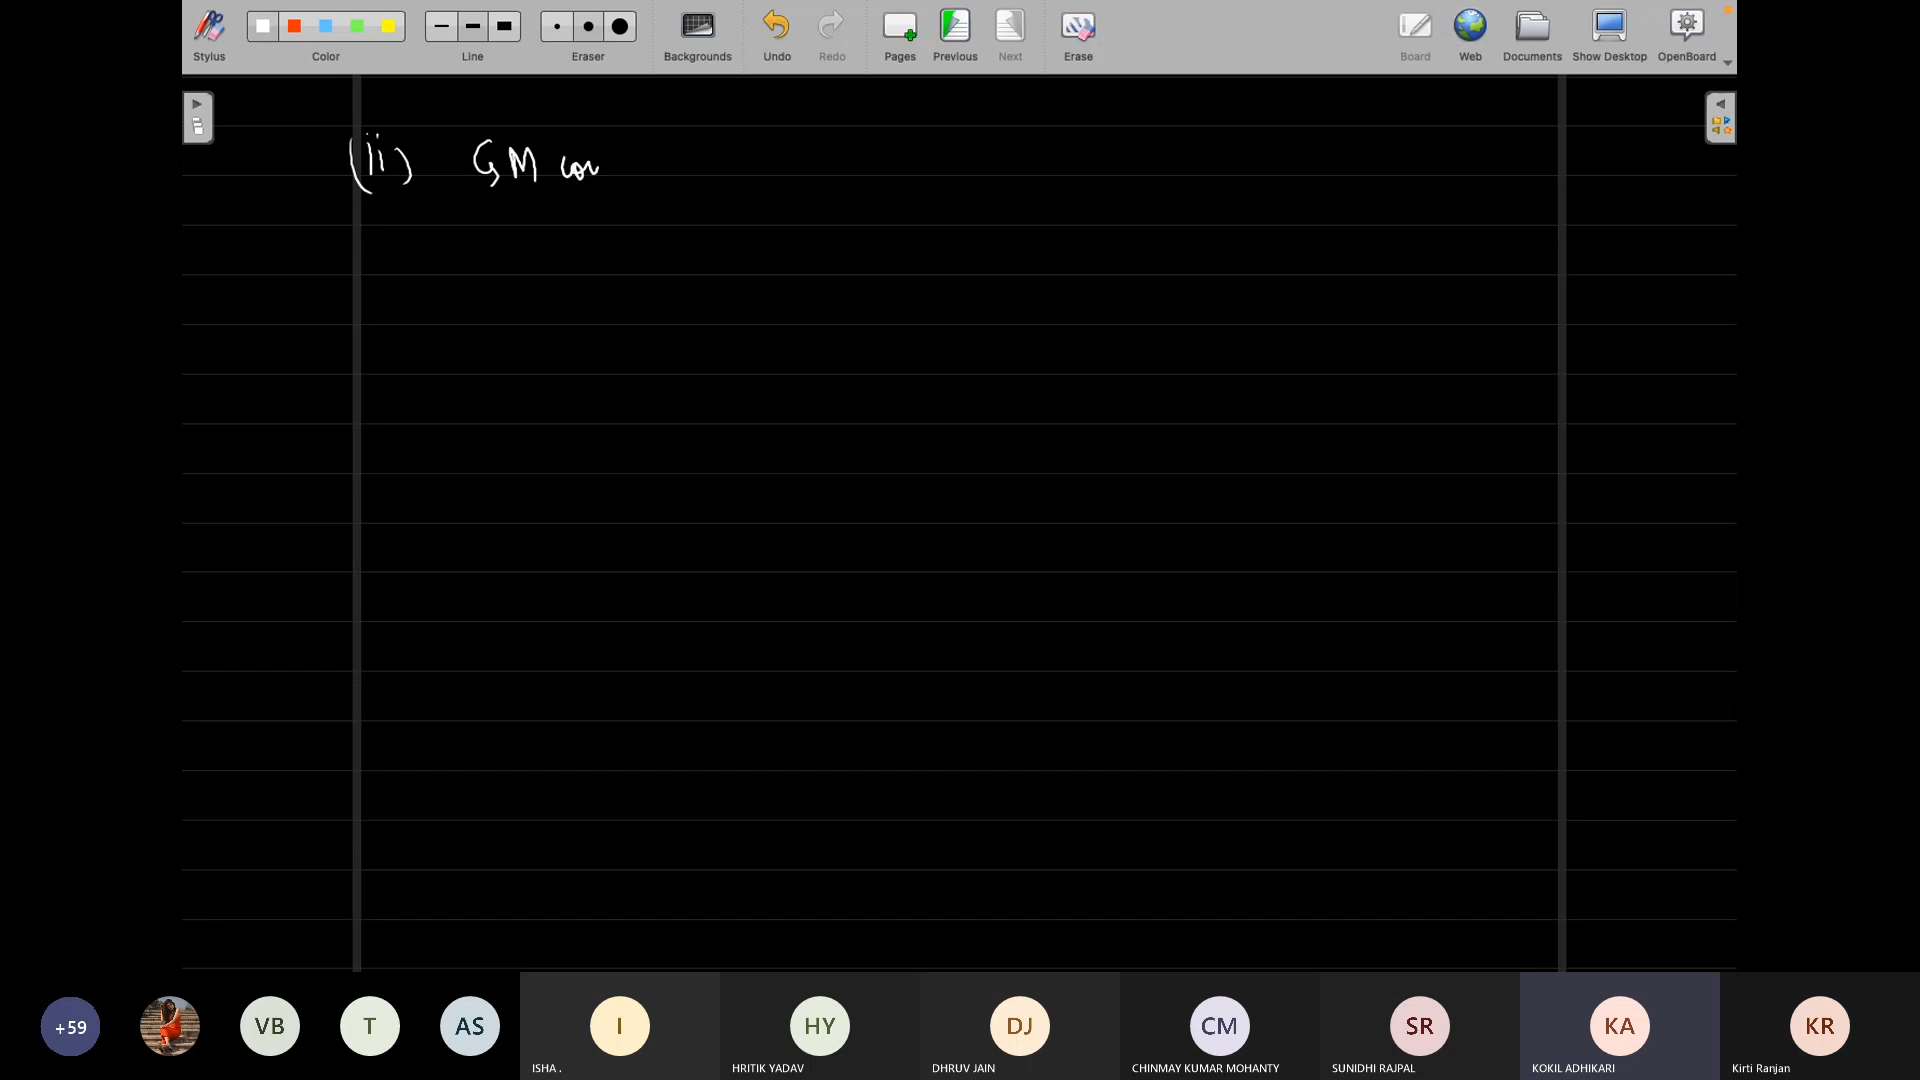 Stylus Color Line Eraser Backgrounds Undo Redo Pages Previous Next Erase Board Web Documents Show Desktop OpenBoard
(ii) GM cov
+59 VB T AS I HY DJ CM SR KA KR
ISHA . HRITIK YADAV DHRUV JAIN CHINMAY KUMAR MOHANTY SUNIDHI RAJPAL KOKIL ADHIKARI Kirti Ranjan